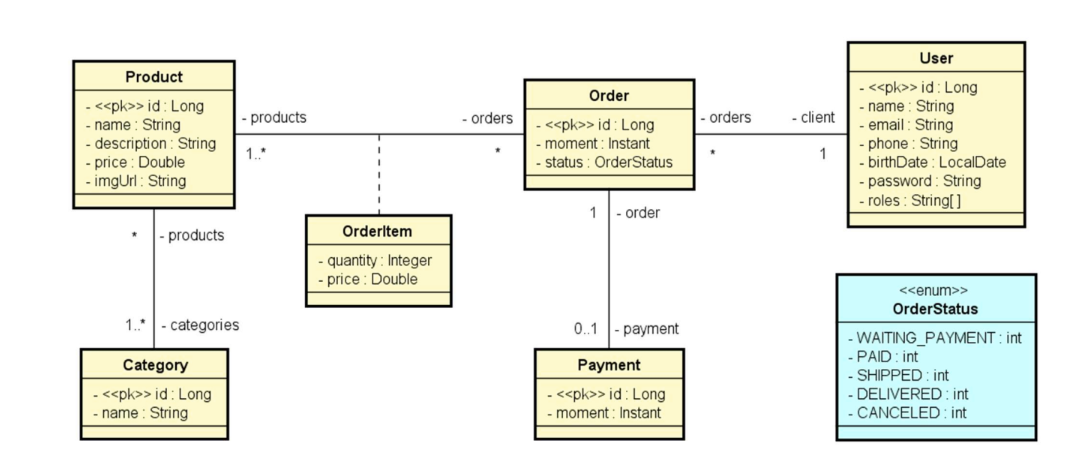 Product
- <<pk>> id : Long
- name : String
- description : String
- price : Double
- imgUrl : String
- products
1..*
- orders
*
Order
- <<pk>> id : Long
- moment : Instant
- status : OrderStatus
- orders
*
- client
1
User
- <<pk>> id : Long
- name : String
- email : String
- phone : String
- birthDate : LocalDate
- password : String
- roles : String[ ]
OrderItem
- quantity : Integer
- price : Double
* - products
1..* - categories
Category
- <<pk>> id : Long
- name : String
1 - order
0..1 - payment
Payment
- <<pk>> id : Long
- moment : Instant
<<enum>>
OrderStatus
- WAITING_PAYMENT : int
- PAID : int
- SHIPPED : int
- DELIVERED : int
- CANCELED : int